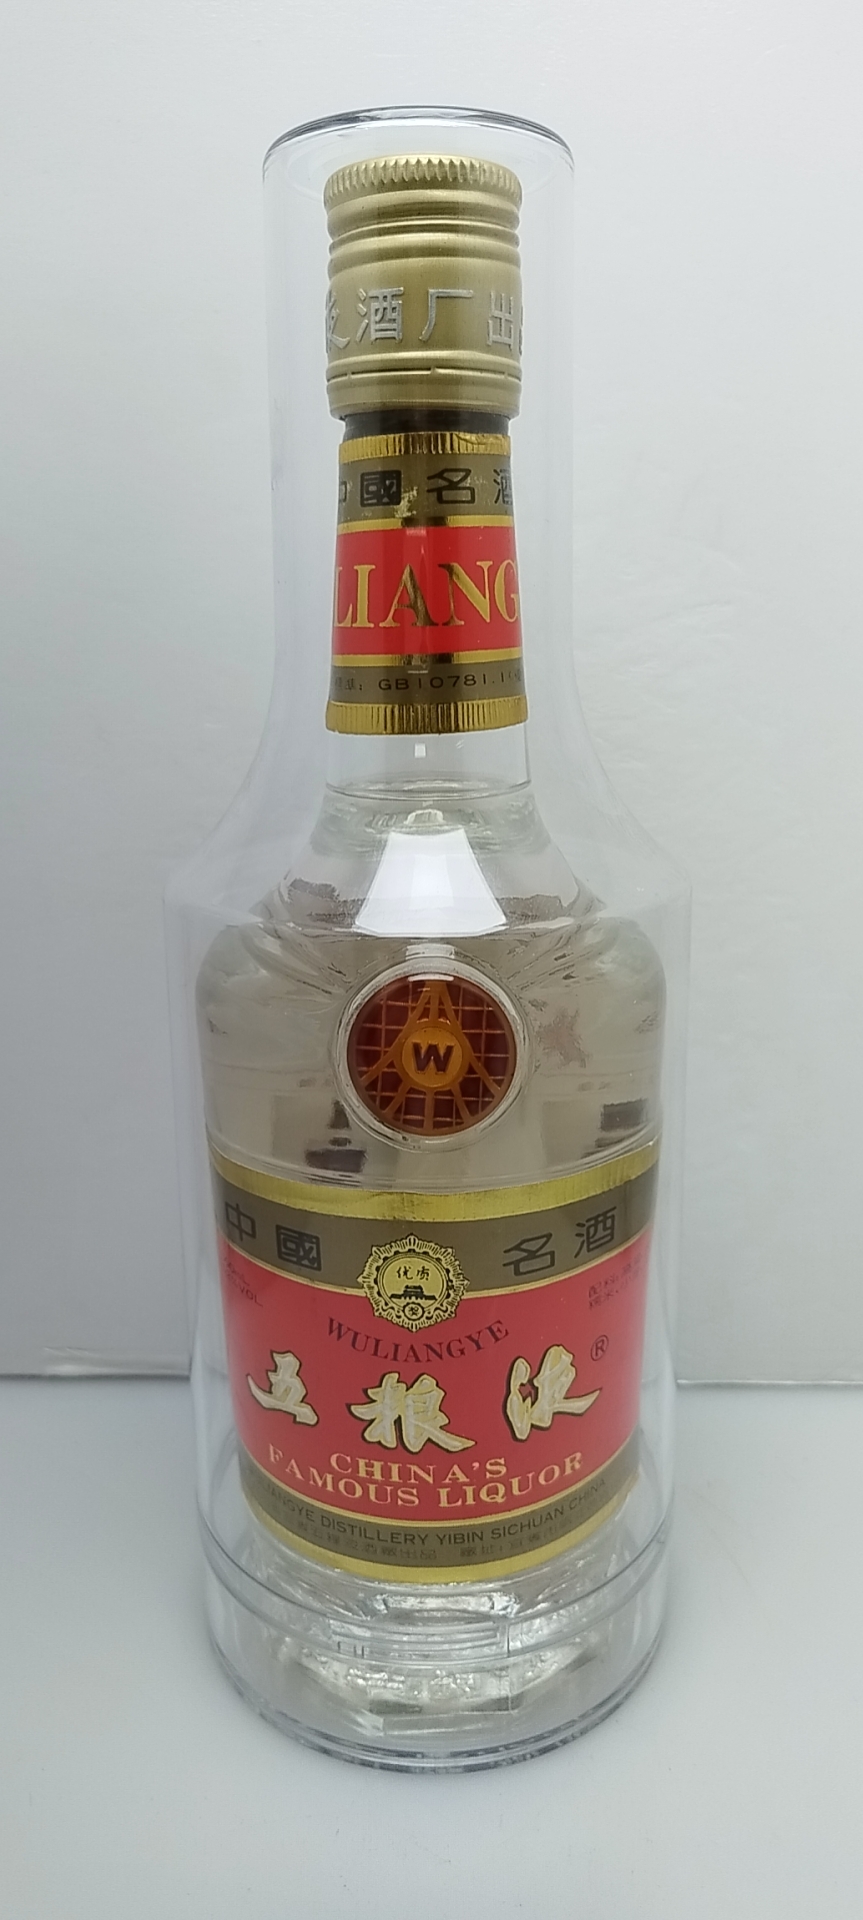 酒厂出
中國名酒
LIANG
GB10781.1
W
中國 名酒
优质
奖
WULIANGYE
五粮液®
CHINA'S
FAMOUS LIQUOR
DISTILLERY YIBIN SICHUAN CHINA